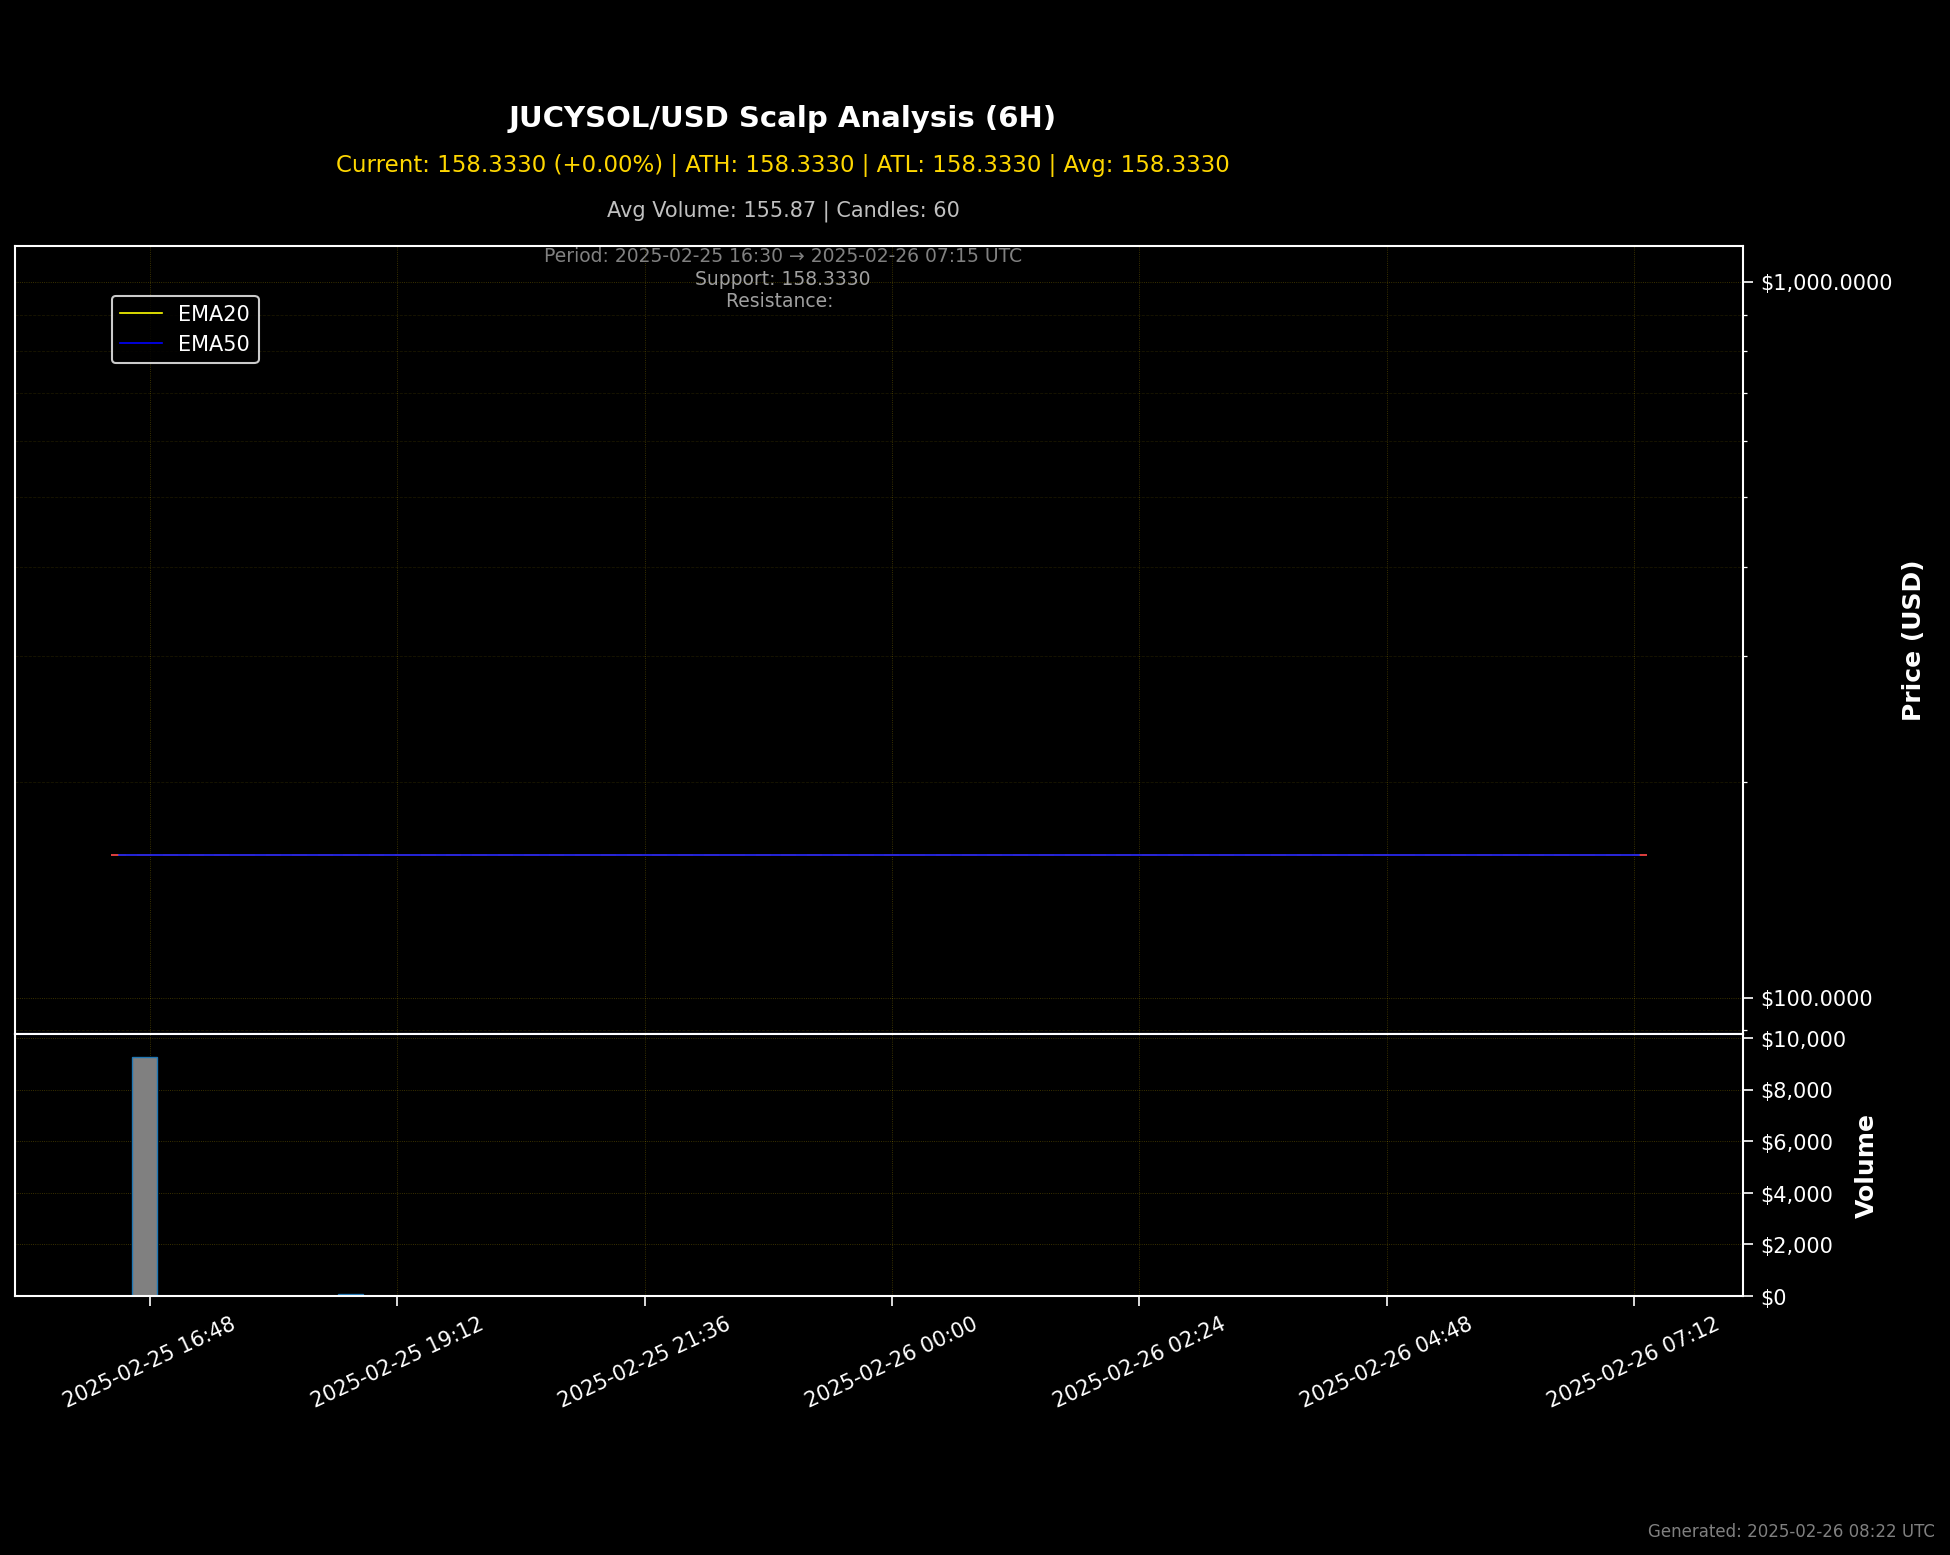 JUCYSOL/USD Scalp Analysis (6H)
Current: 158.3330 (+0.00%) | ATH: 158.3330 | ATL: 158.3330 | Avg: 158.3330
Avg Volume: 155.87 | Candles: 60
Period: 2025-02-25 16:30 → 2025-02-26 07:15 UTC
Support: 158.3330
Resistance:
EMA20
EMA50
$1,000.0000
$100.0000
Price (USD)
$10,000
$8,000
$6,000
$4,000
$2,000
$0
Volume
2025-02-25 16:48
2025-02-25 19:12
2025-02-25 21:36
2025-02-26 00:00
2025-02-26 02:24
2025-02-26 04:48
2025-02-26 07:12
Generated: 2025-02-26 08:22 UTC